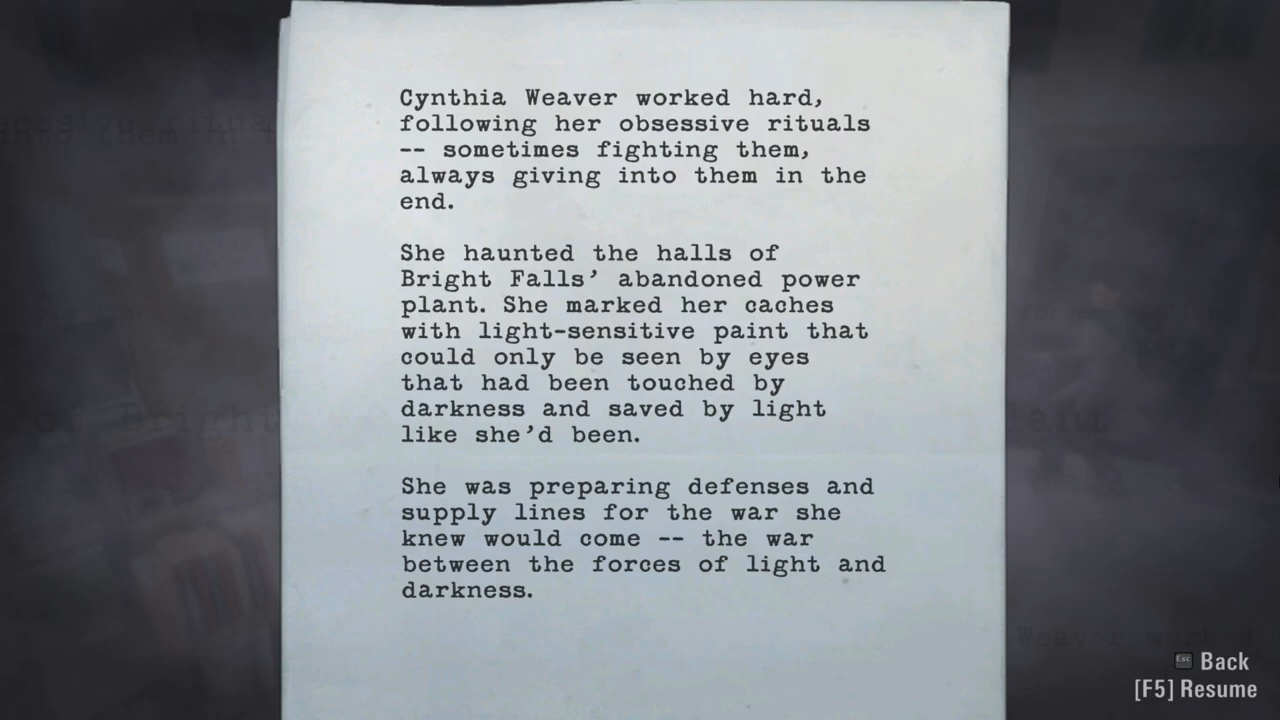 Cynthia Weaver worked hard,
following her obsessive rituals
-- sometimes fighting them,
always giving into them in the
end.
She haunted the halls of
Bright Falls’ abandoned power
plant. She marked her caches
with light-sensitive paint that
could only be seen by eyes
that had been touched by
darkness and saved by light
like she’d been.
She was preparing defenses and
supply lines for the war she
knew would come -- the war
between the forces of light and
darkness.
Esc Back
[F5] Resume